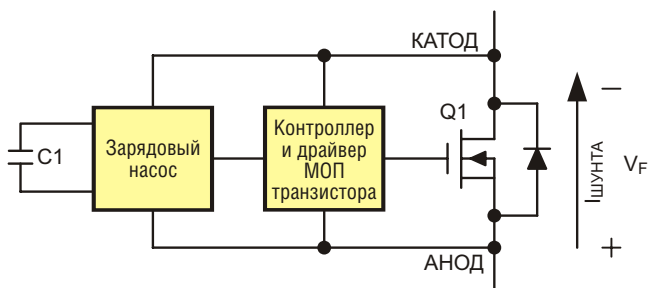 КАТОД
Q1
C1
Зарядовый
насос
Контроллер
и драйвер
МОП
транзистора
−
IШУНТА
VF
+
АНОД